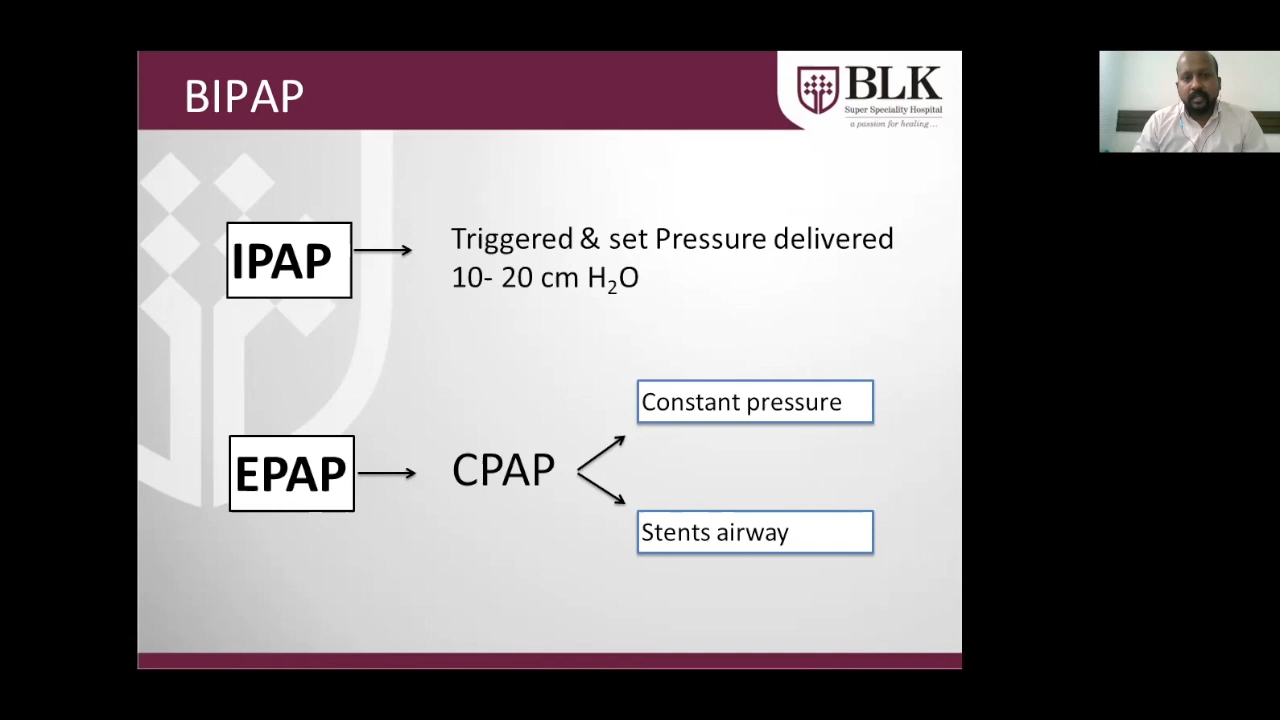 BIPAP
BLK
Super Speciality Hospital
a passion for healing...
IPAP
Triggered & set Pressure delivered
10- 20 cm H₂O
Constant pressure
EPAP
CPAP
Stents airway